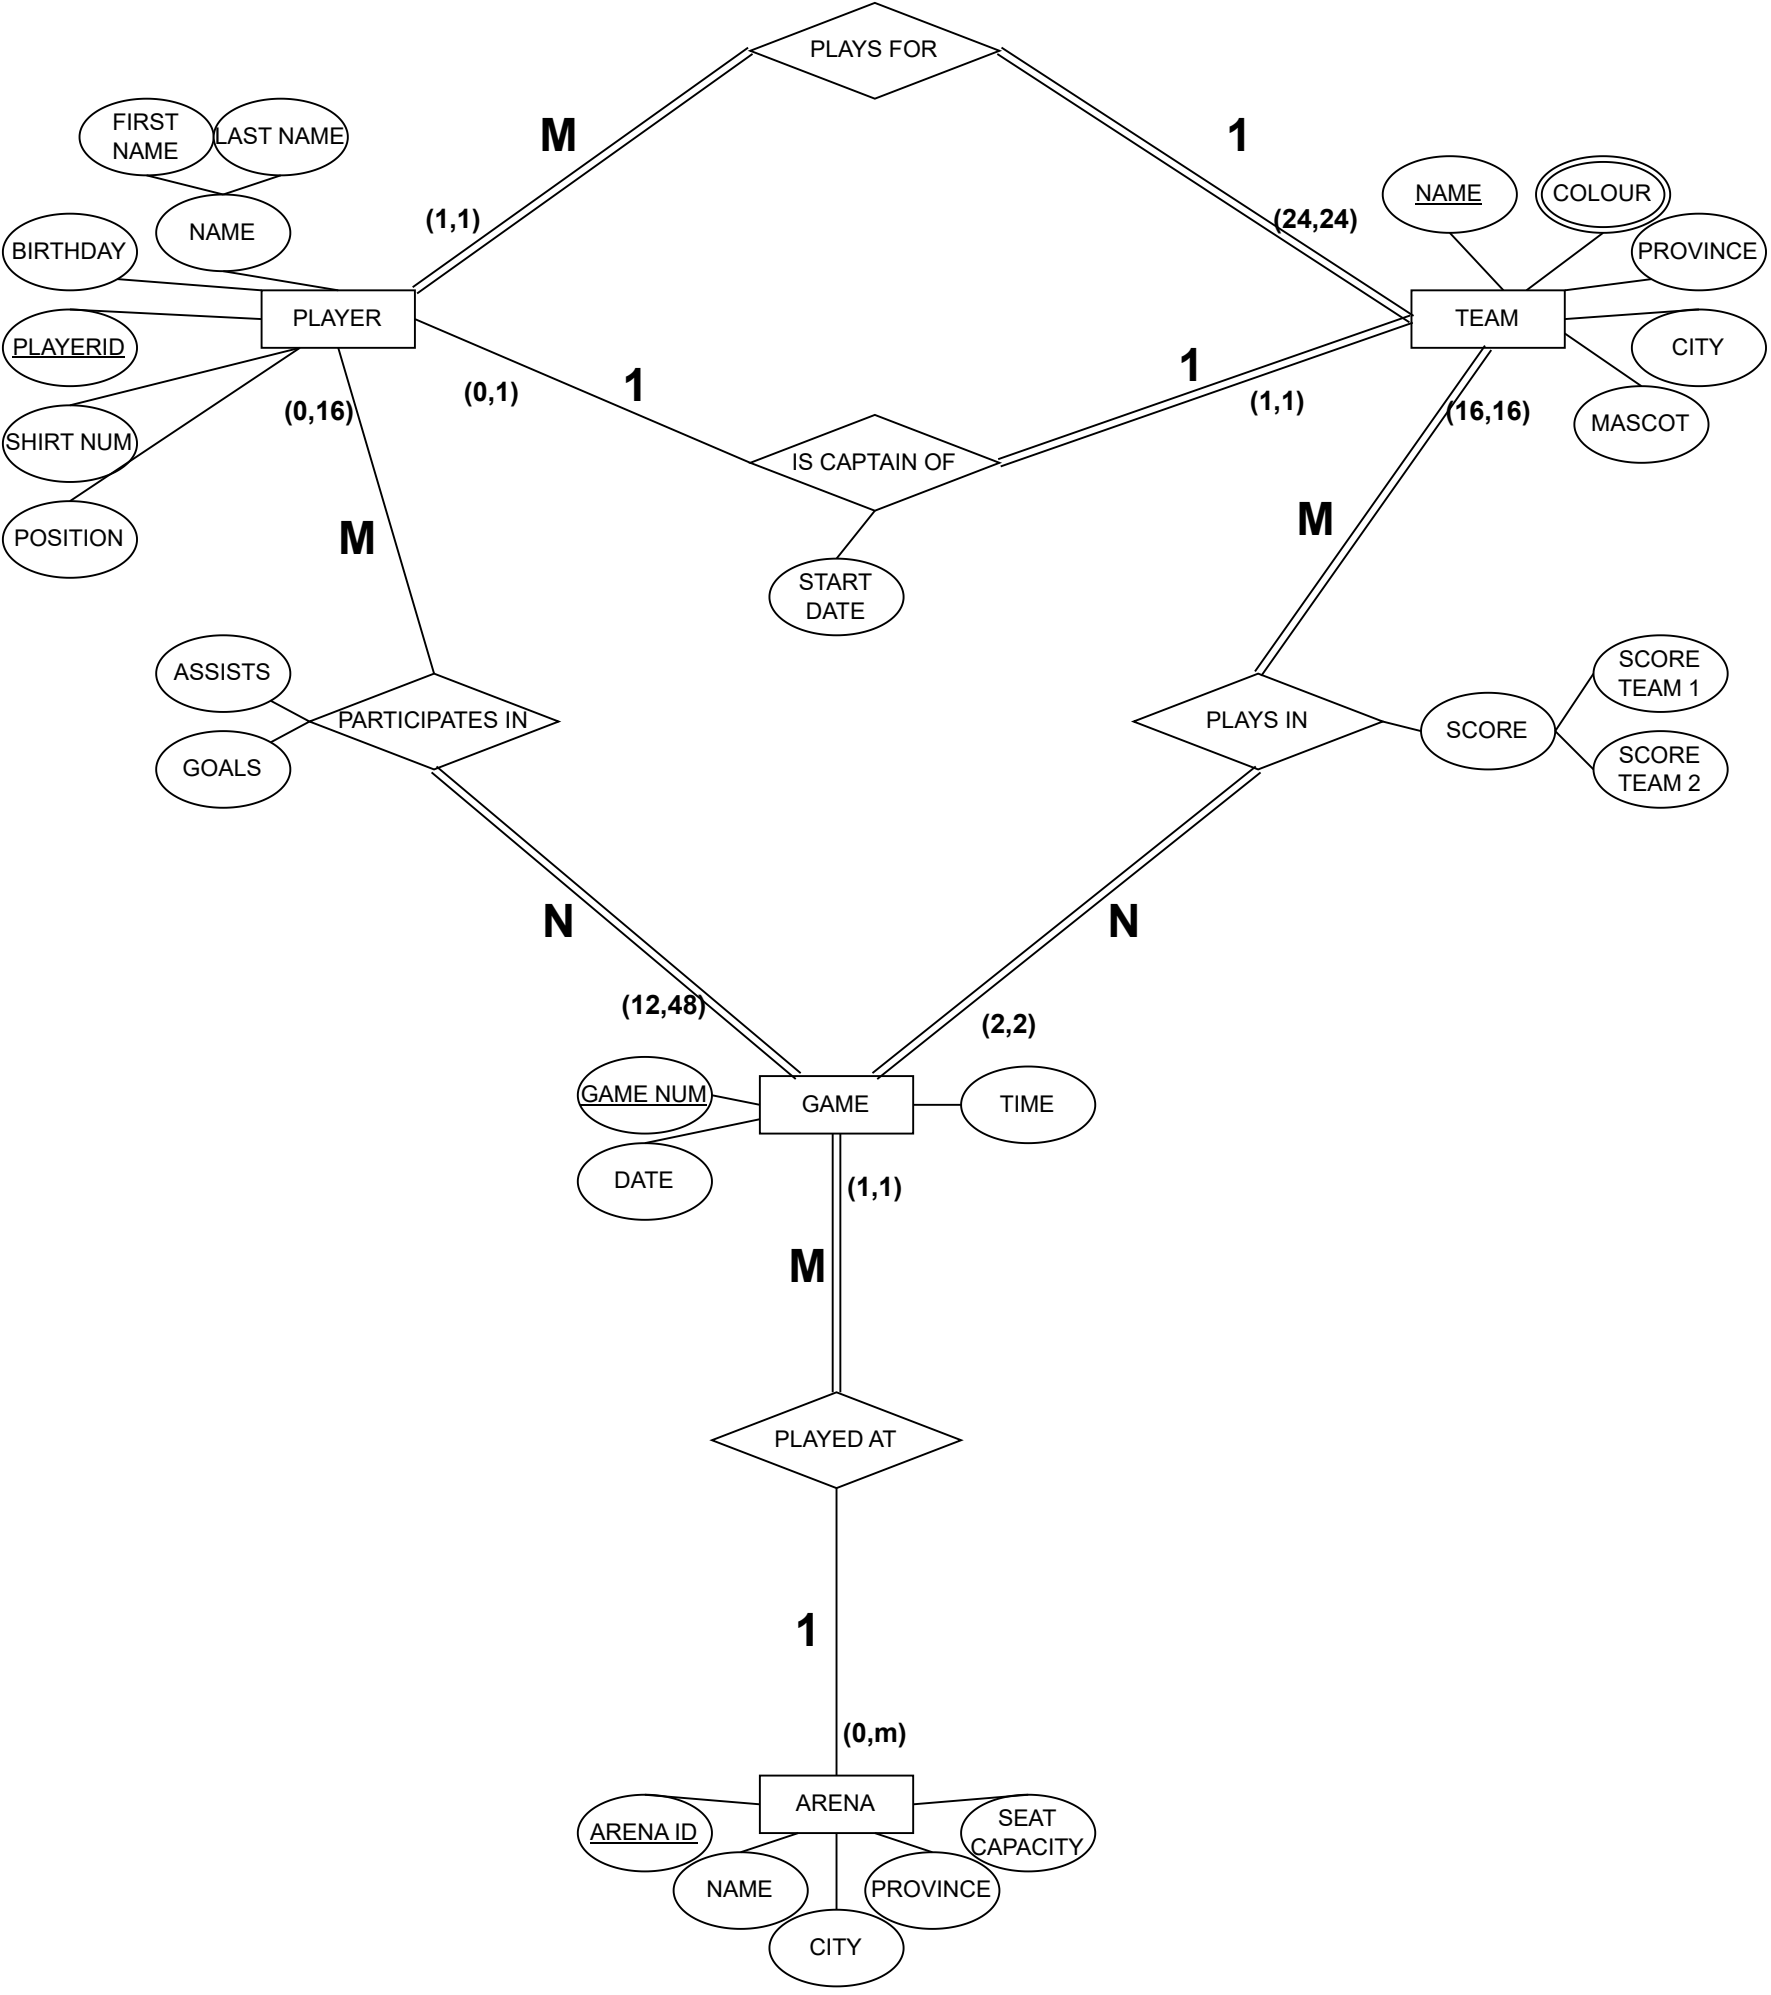 PLAYS FOR
M
1
FIRST
NAME
LAST NAME
NAME
COLOUR
(1,1)
(24,24)
NAME
BIRTHDAY
PROVINCE
PLAYER
TEAM
PLAYERID
CITY
1
1
(0,1)
(1,1)
(0,16)
(16,16)
MASCOT
SHIRT NUM
IS CAPTAIN OF
M
M
POSITION
START
DATE
ASSISTS
SCORE
TEAM 1
PARTICIPATES IN
PLAYS IN
SCORE
GOALS
SCORE
TEAM 2
N
N
(12,48)
(2,2)
GAME NUM
GAME
TIME
DATE
(1,1)
M
PLAYED AT
1
(0,m)
ARENA
ARENA ID
SEAT
CAPACITY
NAME
PROVINCE
CITY